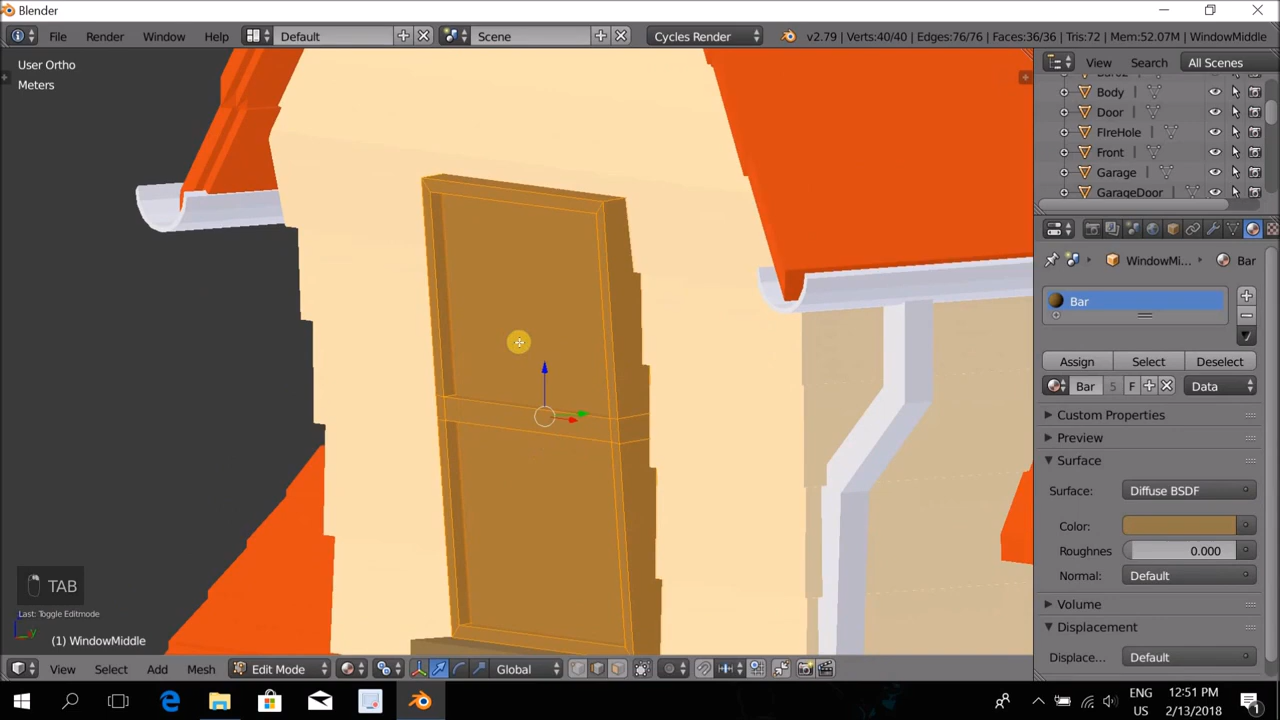 Blender
File Render Window Help Default Scene Cycles Render v2.79 | Verts:40/40 | Edges:76/76 | Faces:36/36 | Tris:72 | Mem:52.07M | WindowMiddle
User Ortho
Meters
View Search All Scenes
Body
Door
FIreHole
Front
Garage
GarageDoor
WindowMi... Bar
Bar
Assign Select Deselect
Bar 5 F Data
Custom Properties
Preview
Surface
Surface: Diffuse BSDF
Color:
Roughnes 0.000
Normal: Default
Volume
Displacement
Displace... Default
TAB
Last: Toggle Editmode
(1) WindowMiddle
View Select Add Mesh Edit Mode Global
ENG
US
12:51 PM
2/13/2018